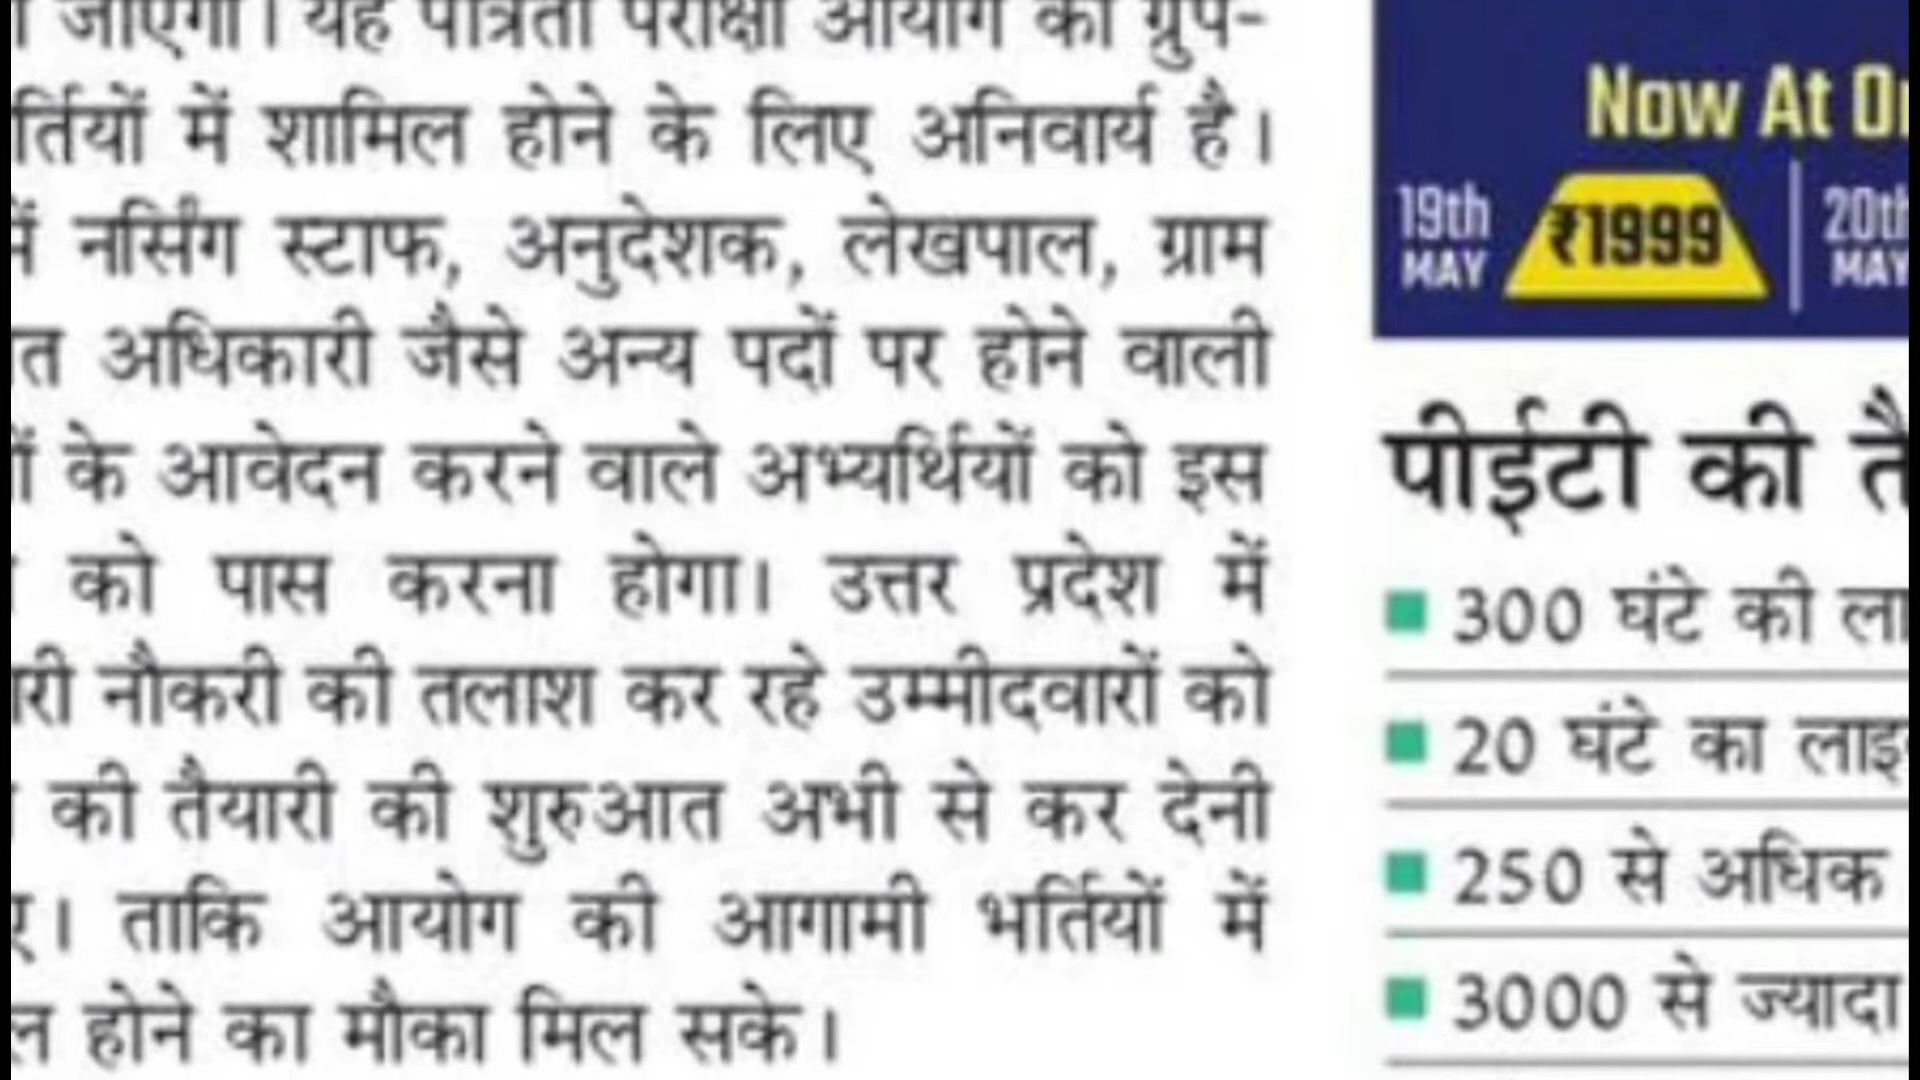 जाएगा। यह पात्रता परीक्षा आयोग की ग्रुप-
में शामिल होने के लिए अनिवार्य है।
नर्सिंग स्टाफ, अनुदेशक, लेखपाल, ग्राम
अधिकारी जैसे अन्य पदों पर होने वाली
के आवेदन करने वाले अभ्यर्थियों को इस
को पास करना होगा। उत्तर प्रदेश में
नौकरी की तलाश कर रहे उम्मीदवारों को
की तैयारी की शुरुआत अभी से कर देनी
ताकि आयोग की आगामी भर्तियों में
होने का मौका मिल सके।
Now At
19th MAY ₹1999 20th MAY
पीईटी की
300 घंटे की
20 घंटे का
250 से अधिक
3000 से ज्यादा